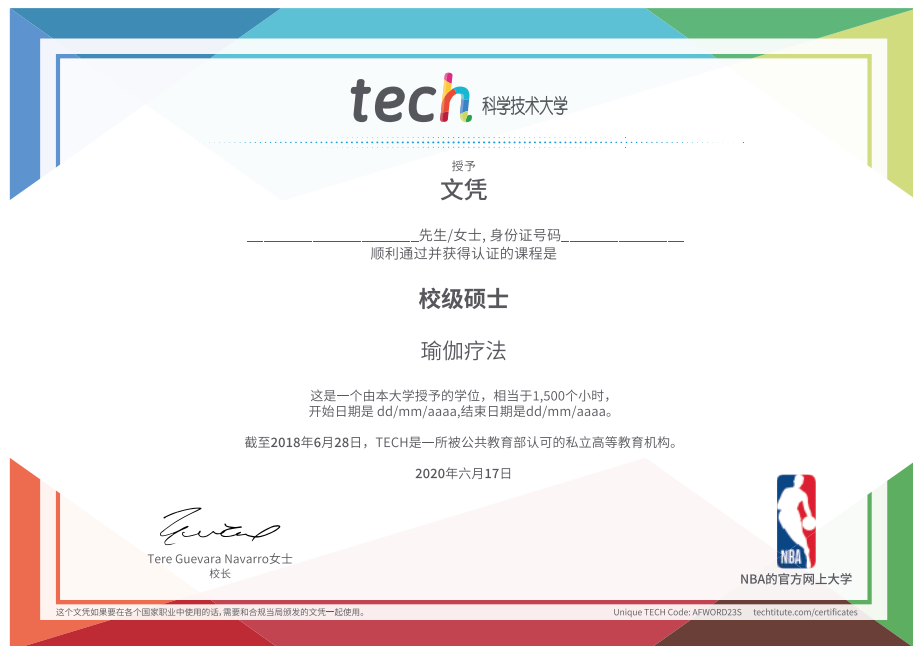 tech 科学技术大学
授予
文凭
_____________________先生/女士, 身份证号码_______________
顺利通过并获得认证的课程是
校级硕士
瑜伽疗法
这是一个由本大学授予的学位，相当于1,500个小时，
开始日期是 dd/mm/aaaa,结束日期是dd/mm/aaaa。
截至2018年6月28日，TECH是一所被公共教育部认可的私立高等教育机构。
2020年六月17日
Tere Guevara Navarro女士
校长
NBA
NBA的官方网上大学
这个文凭如果要在各个国家职业中使用的话,需要和合规当局颁发的文凭一起使用。
Unique TECH Code: AFWORD23S techtitute.com/certificates